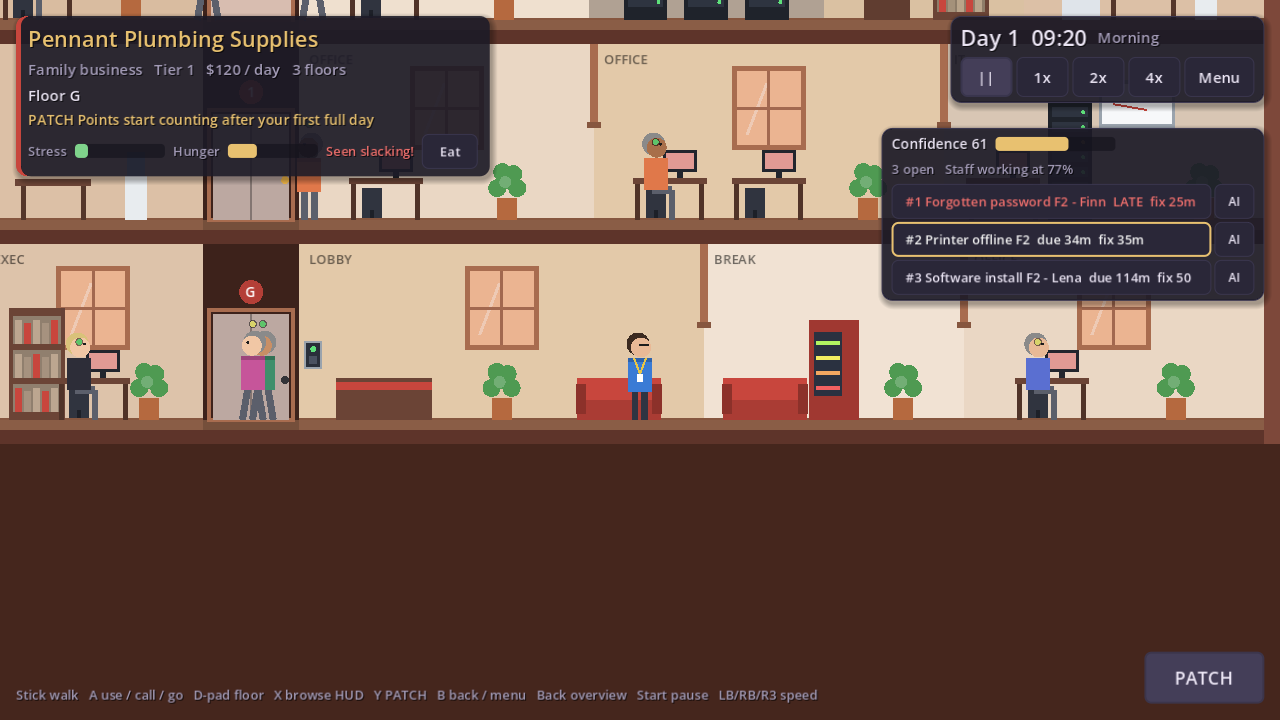 Pennant Plumbing Supplies
Family business Tier 1 $120 / day 3 floors
Floor G
PATCH Points start counting after your first full day
Stress Hunger Seen slacking! Eat
OFFICE
OFFICE
Day 1 09:20 Morning
|| 1x 2x 4x Menu
Confidence 61
3 open Staff working at 77%
#1 Forgotten password F2 - Finn LATE fix 25m AI
#2 Printer offline F2 due 34m fix 35m AI
#3 Software install F2 - Lena due 114m fix 50 AI
XEC
G
LOBBY
BREAK
PATCH
Stick walk A use / call / go D-pad floor X browse HUD Y PATCH B back / menu Back overview Start pause LB/RB/R3 speed